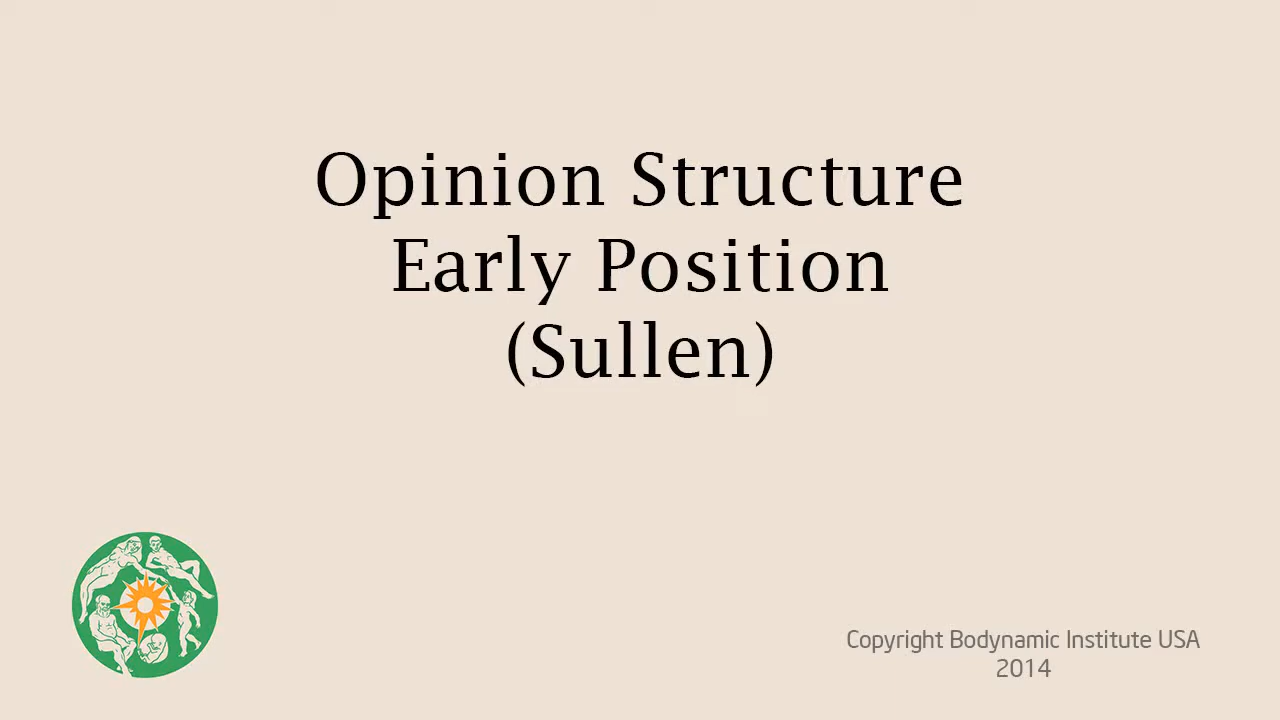 Opinion Structure
Early Position
(Sullen)
Copyright Bodynamic Institute USA
2014